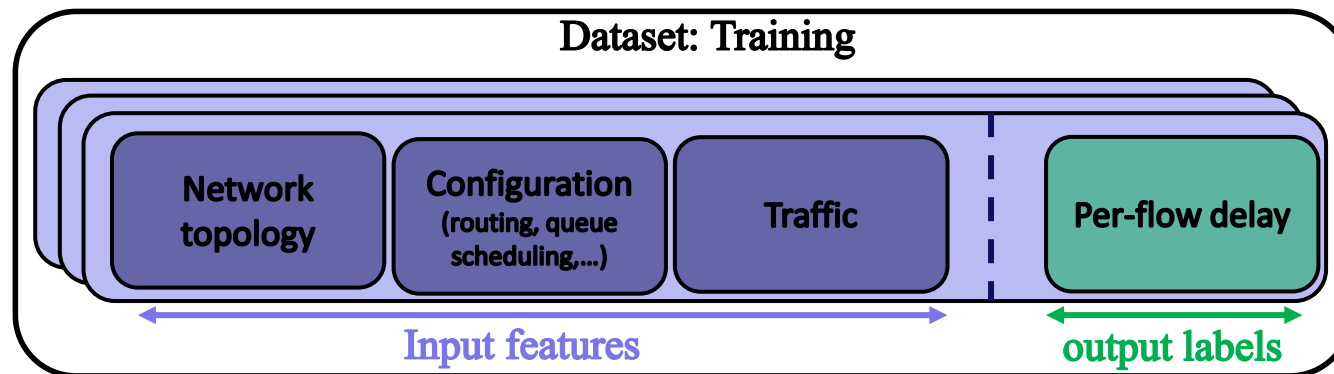 Dataset: Training
Network
topology
Configuration
(routing, queue
scheduling,...)
Traffic
Per-flow delay
Input features
output labels